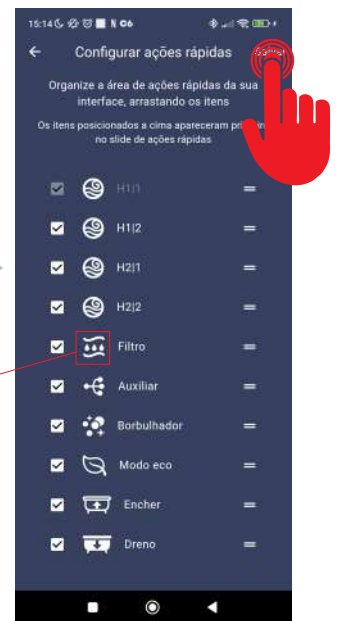 15:14
Configurar ações rápidas
Organize a área de ações rápidas da sua
interface, arrastando os itens
Os itens posicionados a cima apareceram
no slide de ações rápidas
H1|1
H1|2
H2|1
H2|2
Filtro
Auxiliar
Borbulhador
Modo eco
Encher
Dreno